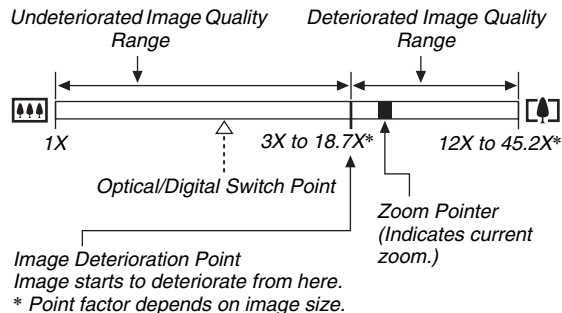 Undeteriorated Image Quality
Range
Deteriorated Image Quality
Range
1X
3X to 18.7X*
12X to 45.2X*
Optical/Digital Switch Point
Zoom Pointer
(Indicates current
zoom.)
Image Deterioration Point
Image starts to deteriorate from here.
* Point factor depends on image size.